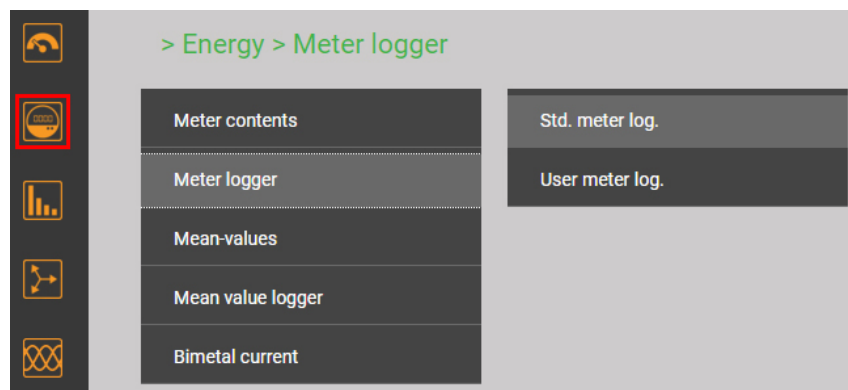 > Energy > Meter logger
Meter contents
Std. meter log.
Meter logger
User meter log.
Mean-values
Mean value logger
Bimetal current